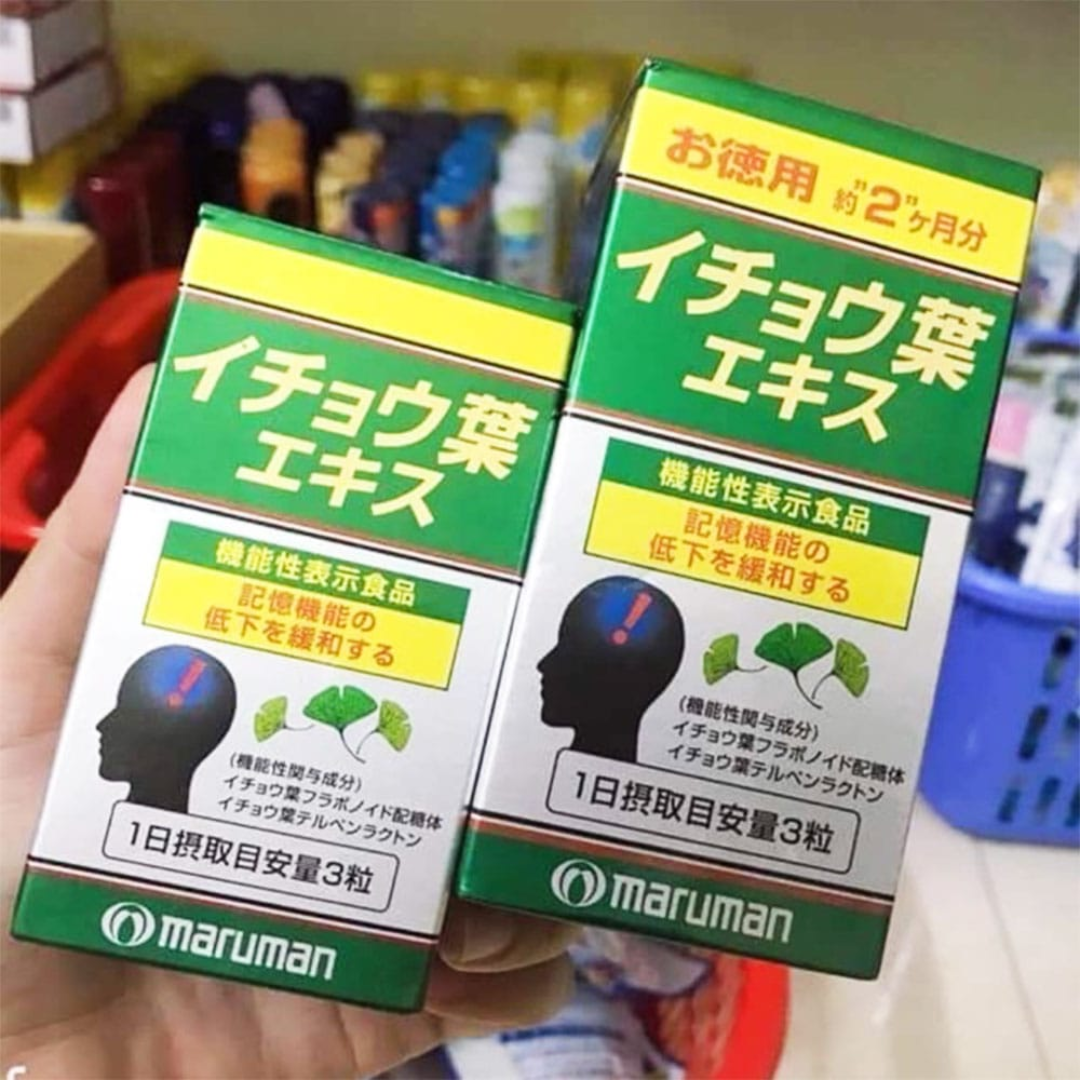 イチョウ葉
エキス
機能性表示食品
記憶機能の
低下を緩和する
(機能性関与成分)
イチョウ葉フラボノイド配糖体
イチョウ葉テルペンラクトン
1日摂取目安量3粒
maruman
お徳用 約"2"ヶ月分
イチョウ葉
エキス
機能性表示食品
記憶機能の
低下を緩和する
(機能性関与成分)
イチョウ葉フラボノイド配糖体
イチョウ葉テルペンラクトン
1日摂取目安量3粒
maruman